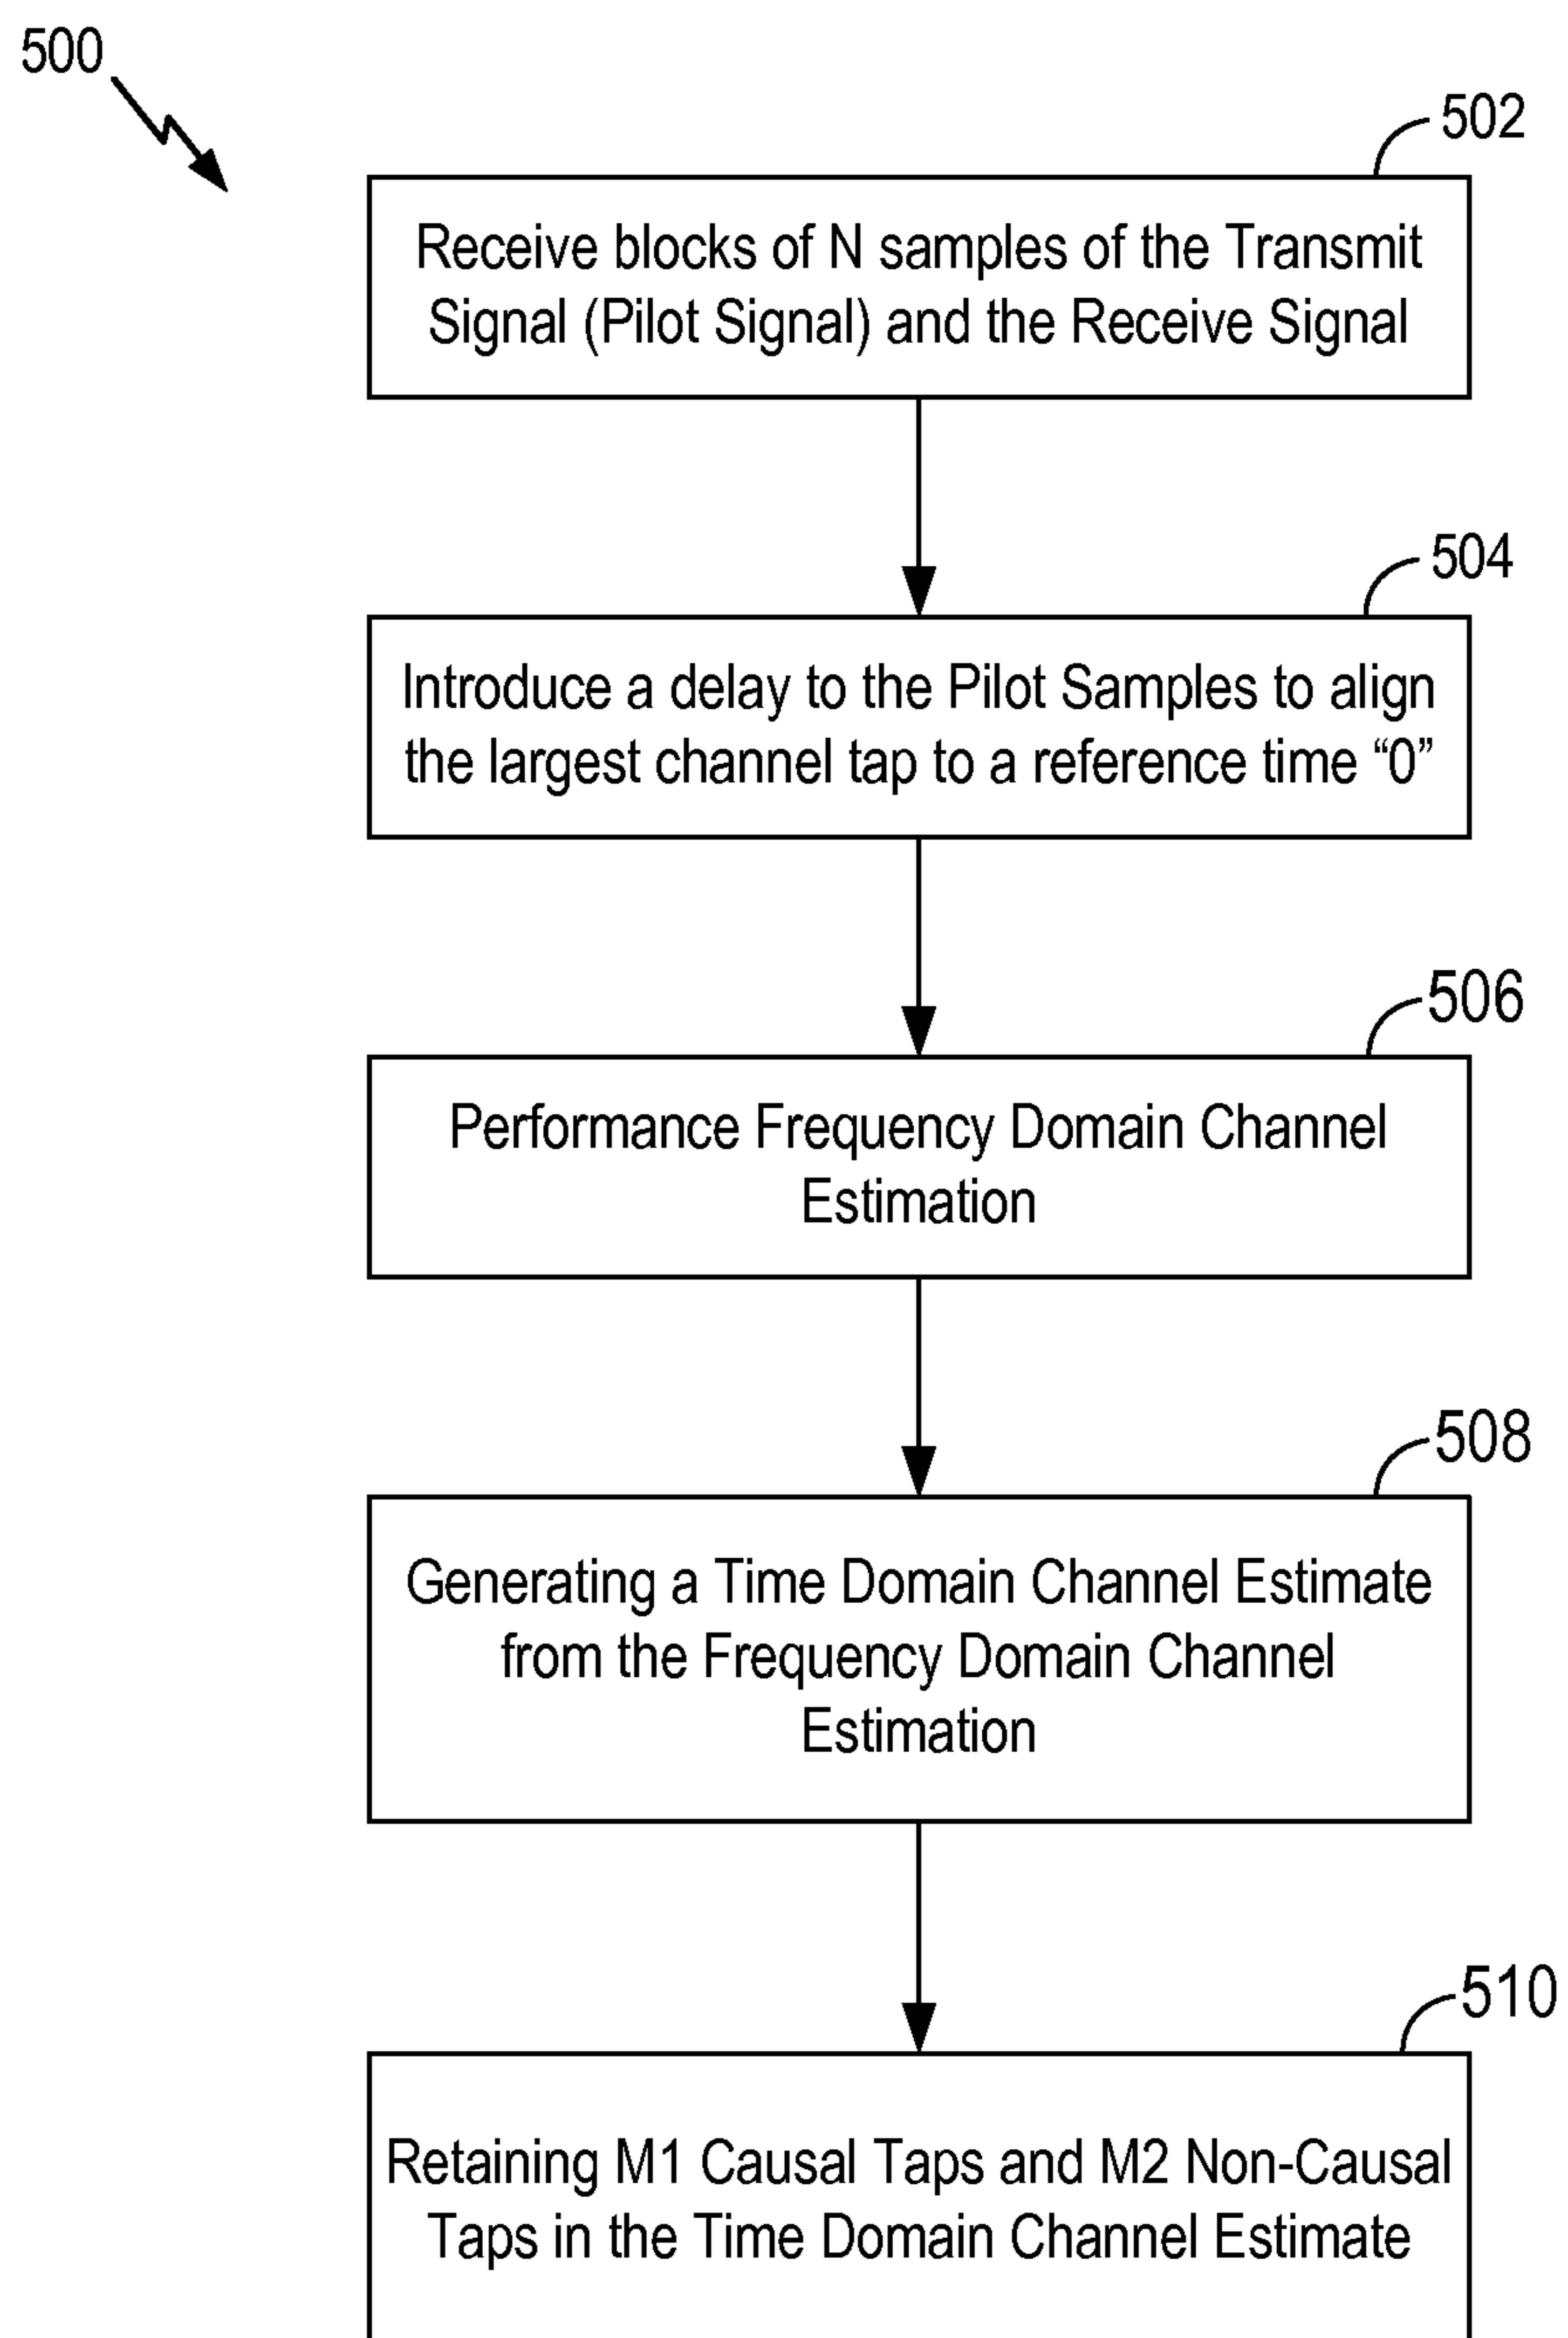 500
502
Receive blocks of N samples of the Transmit
Signal (Pilot Signal) and the Receive Signal
504
Introduce a delay to the Pilot Samples to align
the largest channel tap to a reference time “0”
506
Performance Frequency Domain Channel
Estimation
508
Generating a Time Domain Channel Estimate
from the Frequency Domain Channel
Estimation
510
Retaining M1 Causal Taps and M2 Non-Causal
Taps in the Time Domain Channel Estimate